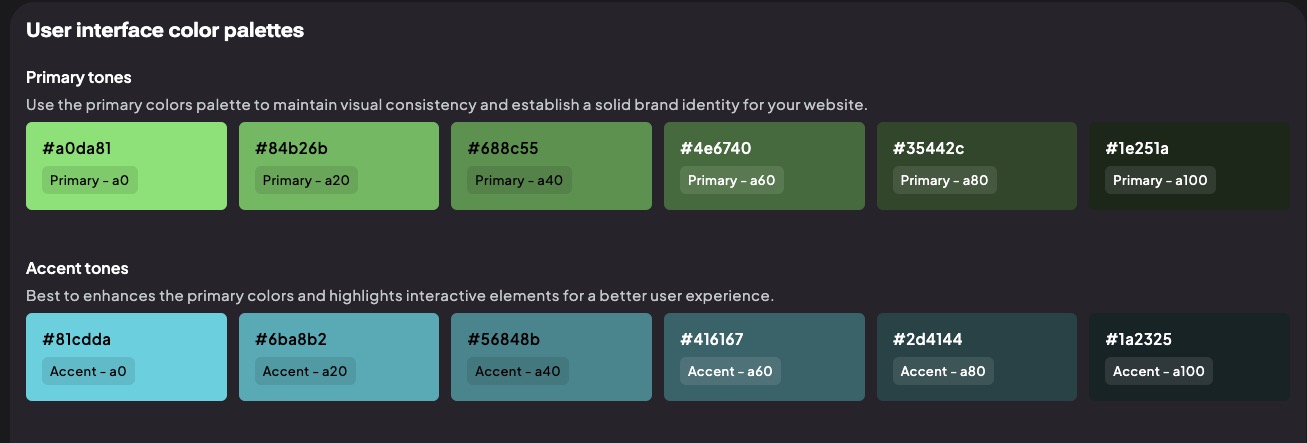 User interface color palettes
Primary tones
Use the primary colors palette to maintain visual consistency and establish a solid brand identity for your website.
#a0da81 #84b26b #688c55 #4e6740 #35442c #1e251a
Primary - a0 Primary - a20 Primary - a40 Primary - a60 Primary - a80 Primary - a100
Accent tones
Best to enhances the primary colors and highlights interactive elements for a better user experience.
#81cdda #6ba8b2 #56848b #416167 #2d4144 #1a2325
Accent - a0 Accent - a20 Accent - a40 Accent - a60 Accent - a80 Accent - a100